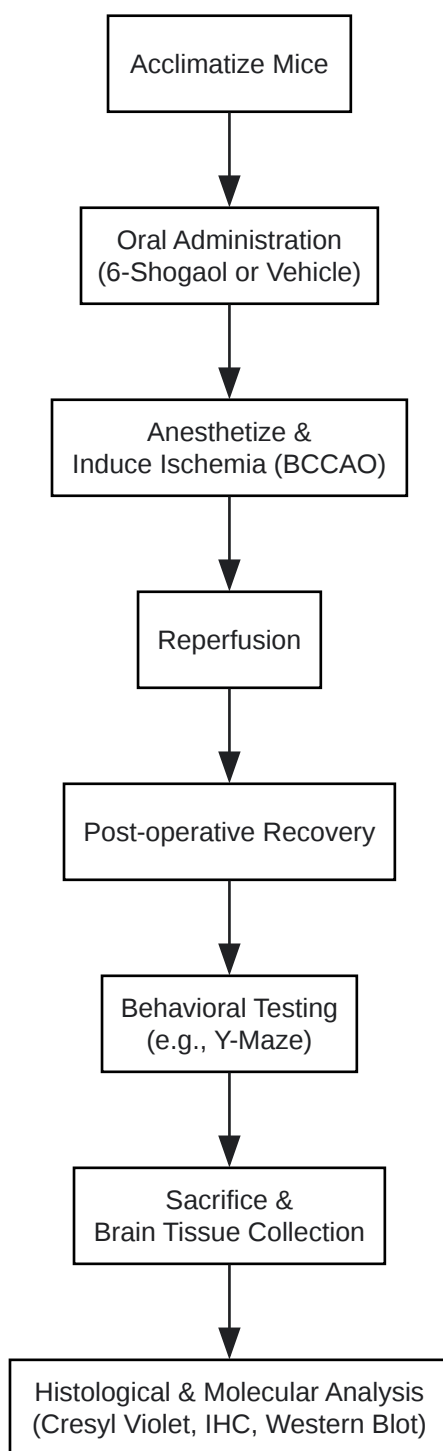 Acclimatize Mice
Oral Administration
(6-Shogaol or Vehicle)
Anesthetize &
Induce Ischemia (BCCAO)
Reperfusion
Post-operative Recovery
Behavioral Testing
(e.g., Y-Maze)
Sacrifice &
Brain Tissue Collection
Histological & Molecular Analysis
(Cresyl Violet, IHC, Western Blot)